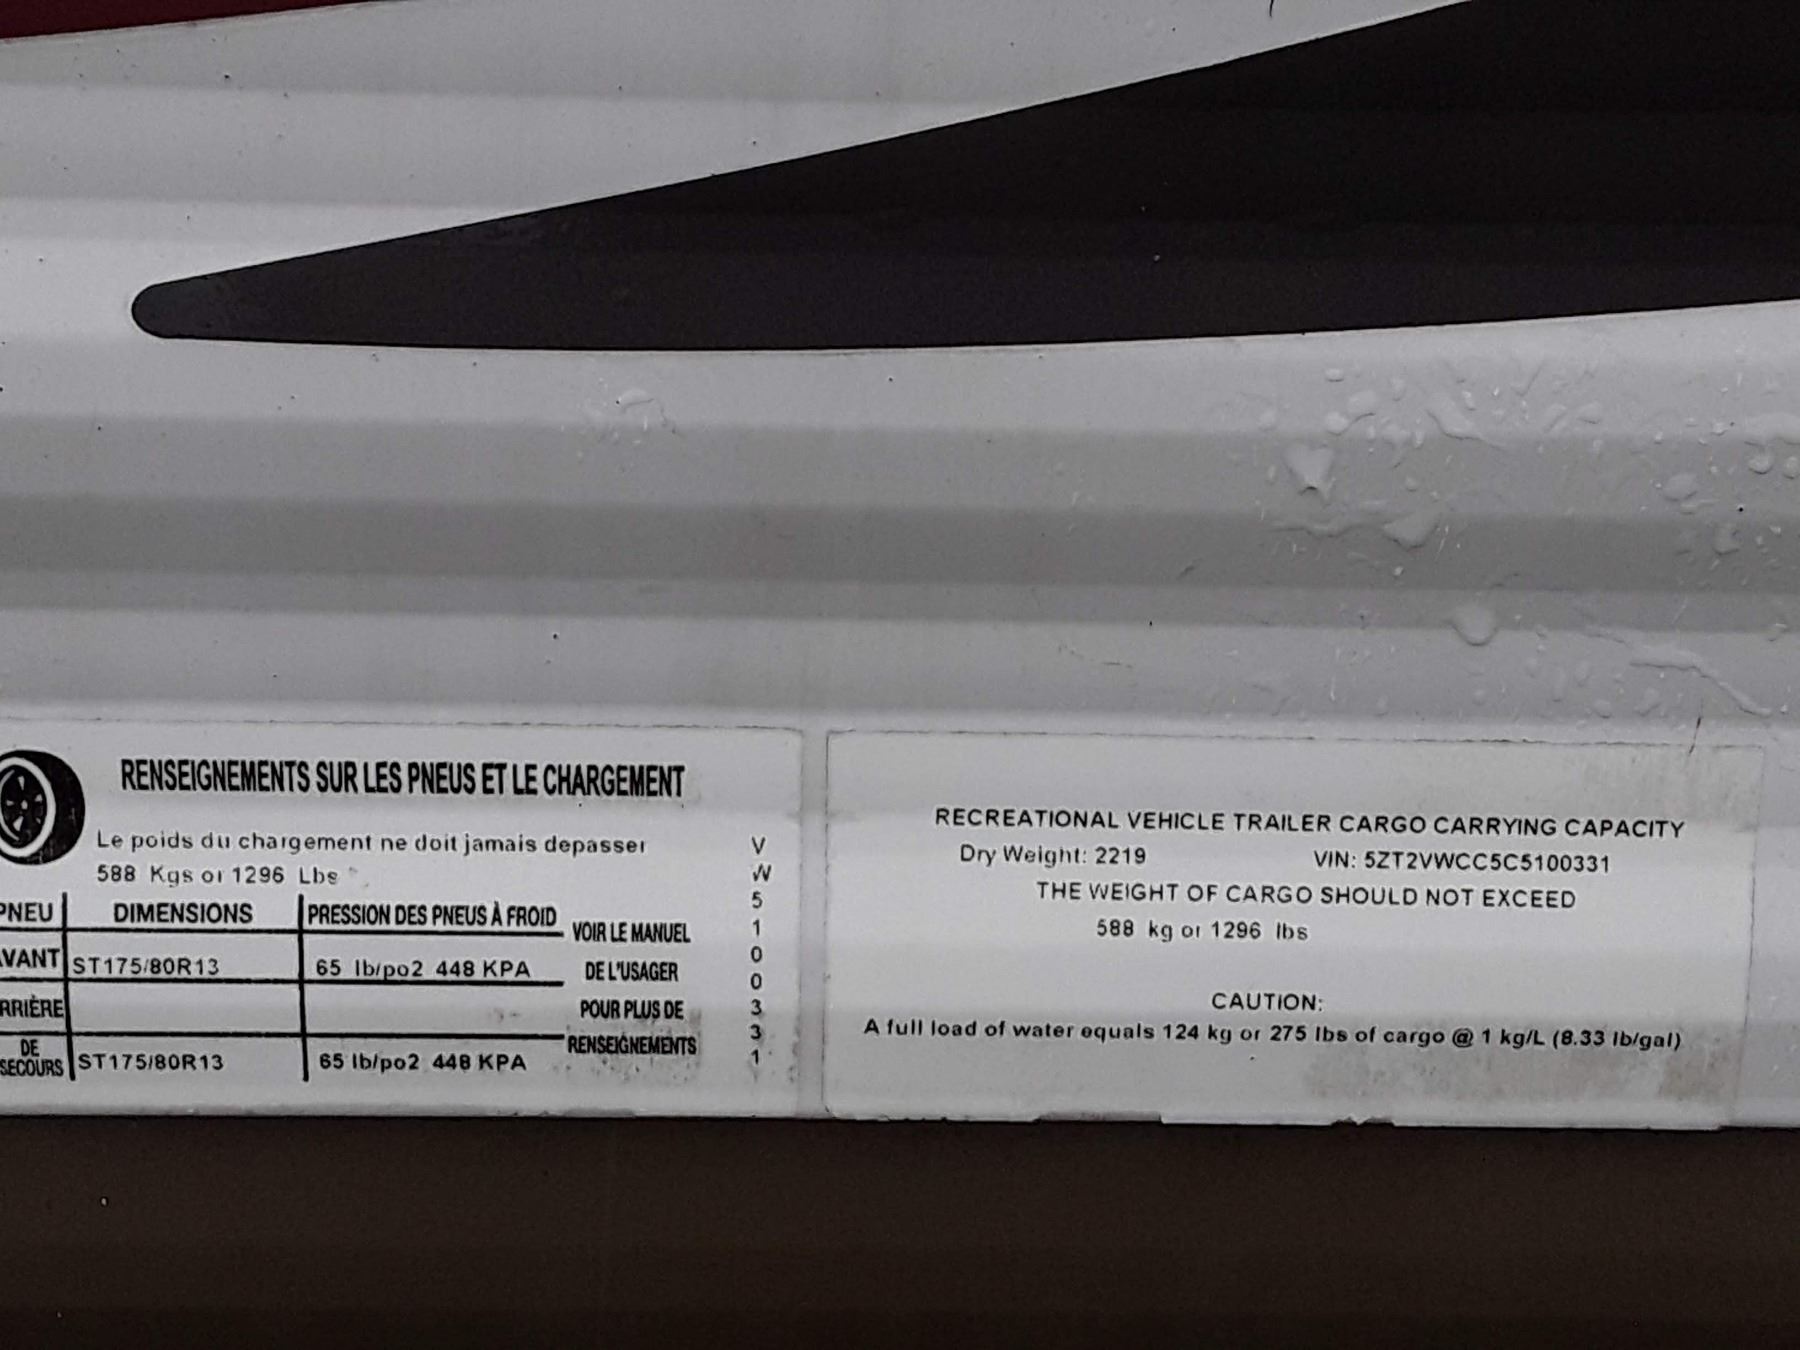 RENSEIGNEMENTS SUR LES PNEUS ET LE CHARGEMENT
Le poids du chargement ne doit jamais depasser
588 Kgs or 1296 Lbs
PNEU DIMENSIONS PRESSION DES PNEUS À FROID
AVANT ST175/80R13 65 lb/po2 448 KPA
RRIÈRE
DE
SECOURS ST175/80R13 65 lb/po2 448 KPA
VOIR LE MANUEL
DE L'USAGER
POUR PLUS DE
RENSEIGNEMENTS
V
W
5
1
0
0
3
3
1
RECREATIONAL VEHICLE TRAILER CARGO CARRYING CAPACITY
Dry Weight: 2219 VIN: 5ZT2VWCC5C5100331
THE WEIGHT OF CARGO SHOULD NOT EXCEED
588 kg or 1296 lbs
CAUTION:
A full load of water equals 124 kg or 275 lbs of cargo @ 1 kg/L (8.33 lb/gal)